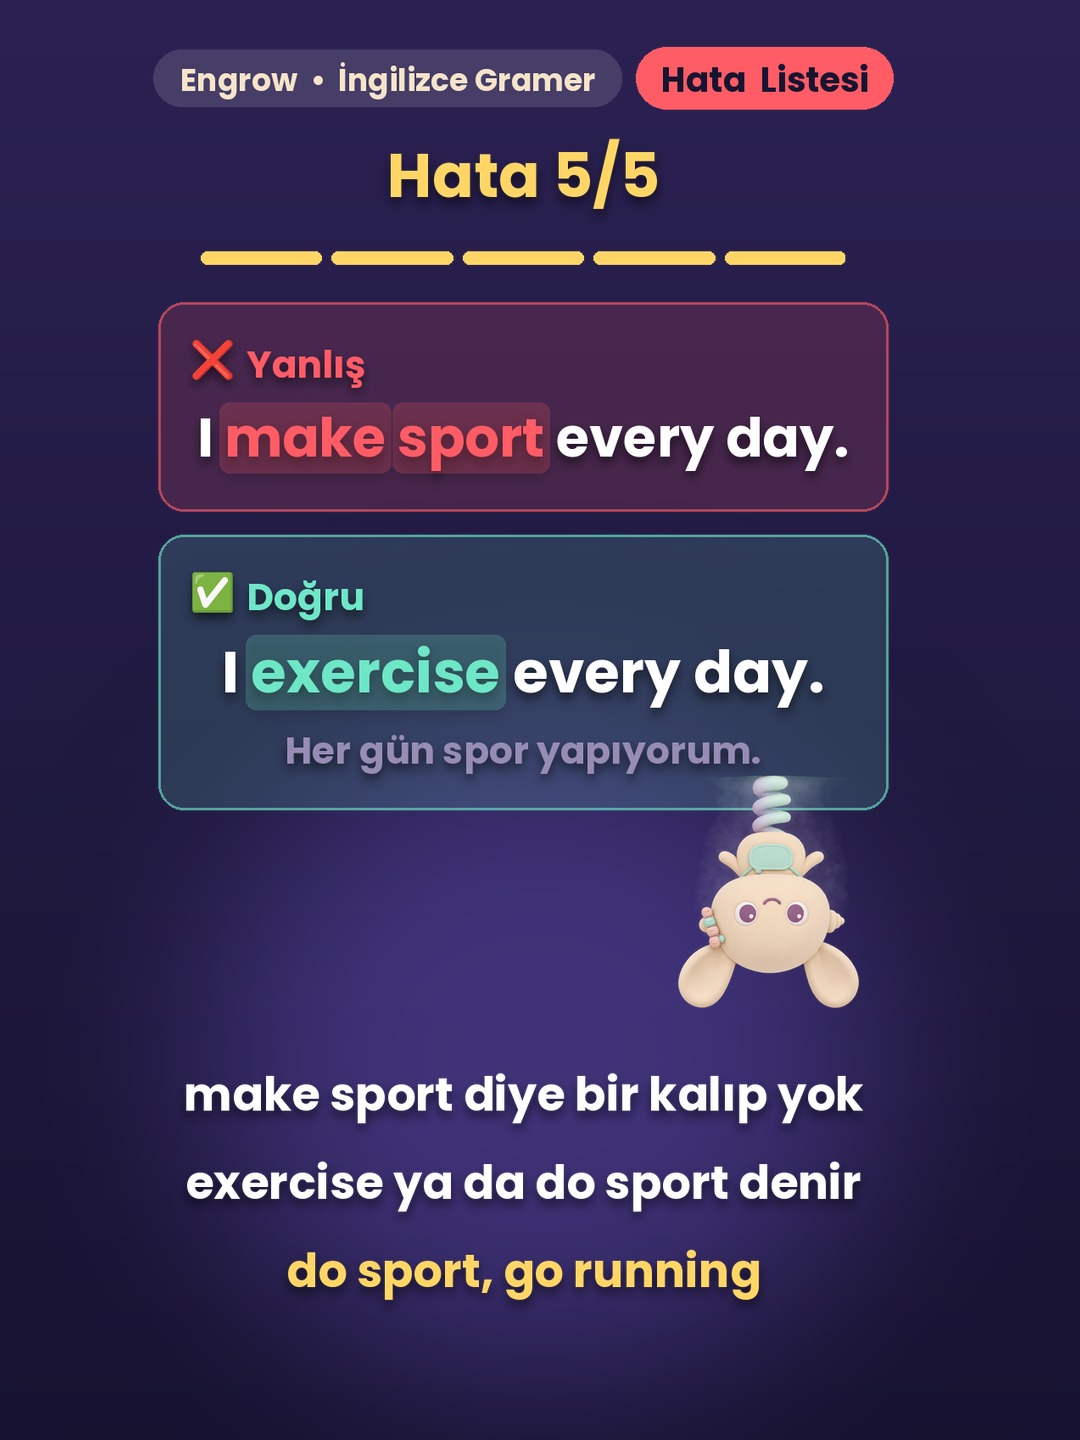 Engrow • İngilizce Gramer
Hata Listesi
Hata 5/5
❌ Yanlış
I make sport every day.
✅ Doğru
I exercise every day.
Her gün spor yapıyorum.
make sport diye bir kalıp yok
exercise ya da do sport denir
do sport, go running